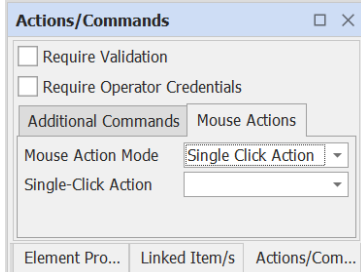 Actions/Commands
Require Validation
Require Operator Credentials
Additional Commands Mouse Actions
Mouse Action Mode Single Click Action
Single-Click Action
Element Pro... Linked Item/s Actions/Com...